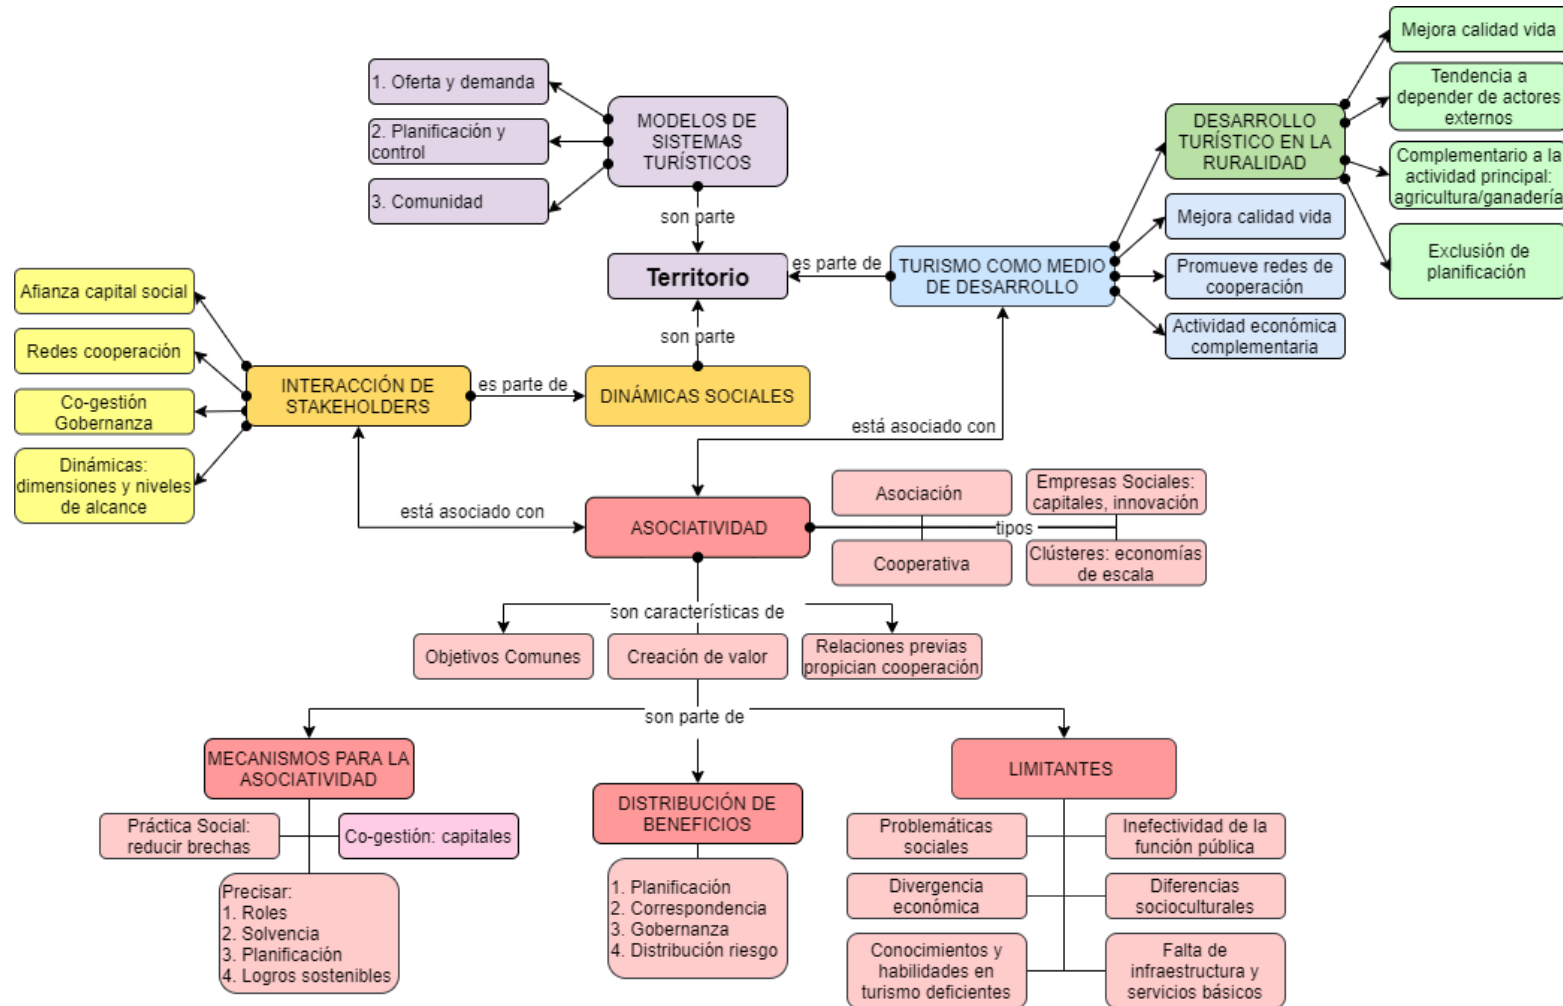 1. Oferta y demanda
2. Planificación y
control
3. Comunidad
MODELOS DE
SISTEMAS
TURÍSTICOS
son parte
Territorio
es parte de
TURISMO COMO MEDIO
DE DESARROLLO
DESARROLLO
TURÍSTICO EN LA
RURALIDAD
Mejora calidad vida
Tendencia a
depender de actores
externos
Complementario a la
actividad principal:
agricultura/ganadería
Exclusión de
planificación
Mejora calidad vida
Promueve redes de
cooperación
Actividad económica
complementaria
Afianza capital social
Redes cooperación
Co-gestión
Gobernanza
Dinámicas:
dimensiones y niveles
de alcance
INTERACCIÓN DE
STAKEHOLDERS
es parte de
DINÁMICAS SOCIALES
son parte
está asociado con
está asociado con
ASOCIATIVIDAD
tipos
Asociación
Empresas Sociales:
capitales, innovación
Cooperativa
Clústeres: economías
de escala
son características de
Objetivos Comunes
Creación de valor
Relaciones previas
propician cooperación
son parte de
MECANISMOS PARA LA
ASOCIATIVIDAD
Práctica Social:
reducir brechas
Co-gestión: capitales
Precisar:
1. Roles
2. Solvencia
3. Planificación
4. Logros sostenibles
DISTRIBUCIÓN DE
BENEFICIOS
1. Planificación
2. Correspondencia
3. Gobernanza
4. Distribución riesgo
LIMITANTES
Problemáticas
sociales
Inefectividad de la
función pública
Divergencia
económica
Diferencias
socioculturales
Conocimientos y
habilidades en
turismo deficientes
Falta de
infraestructura y
servicios básicos